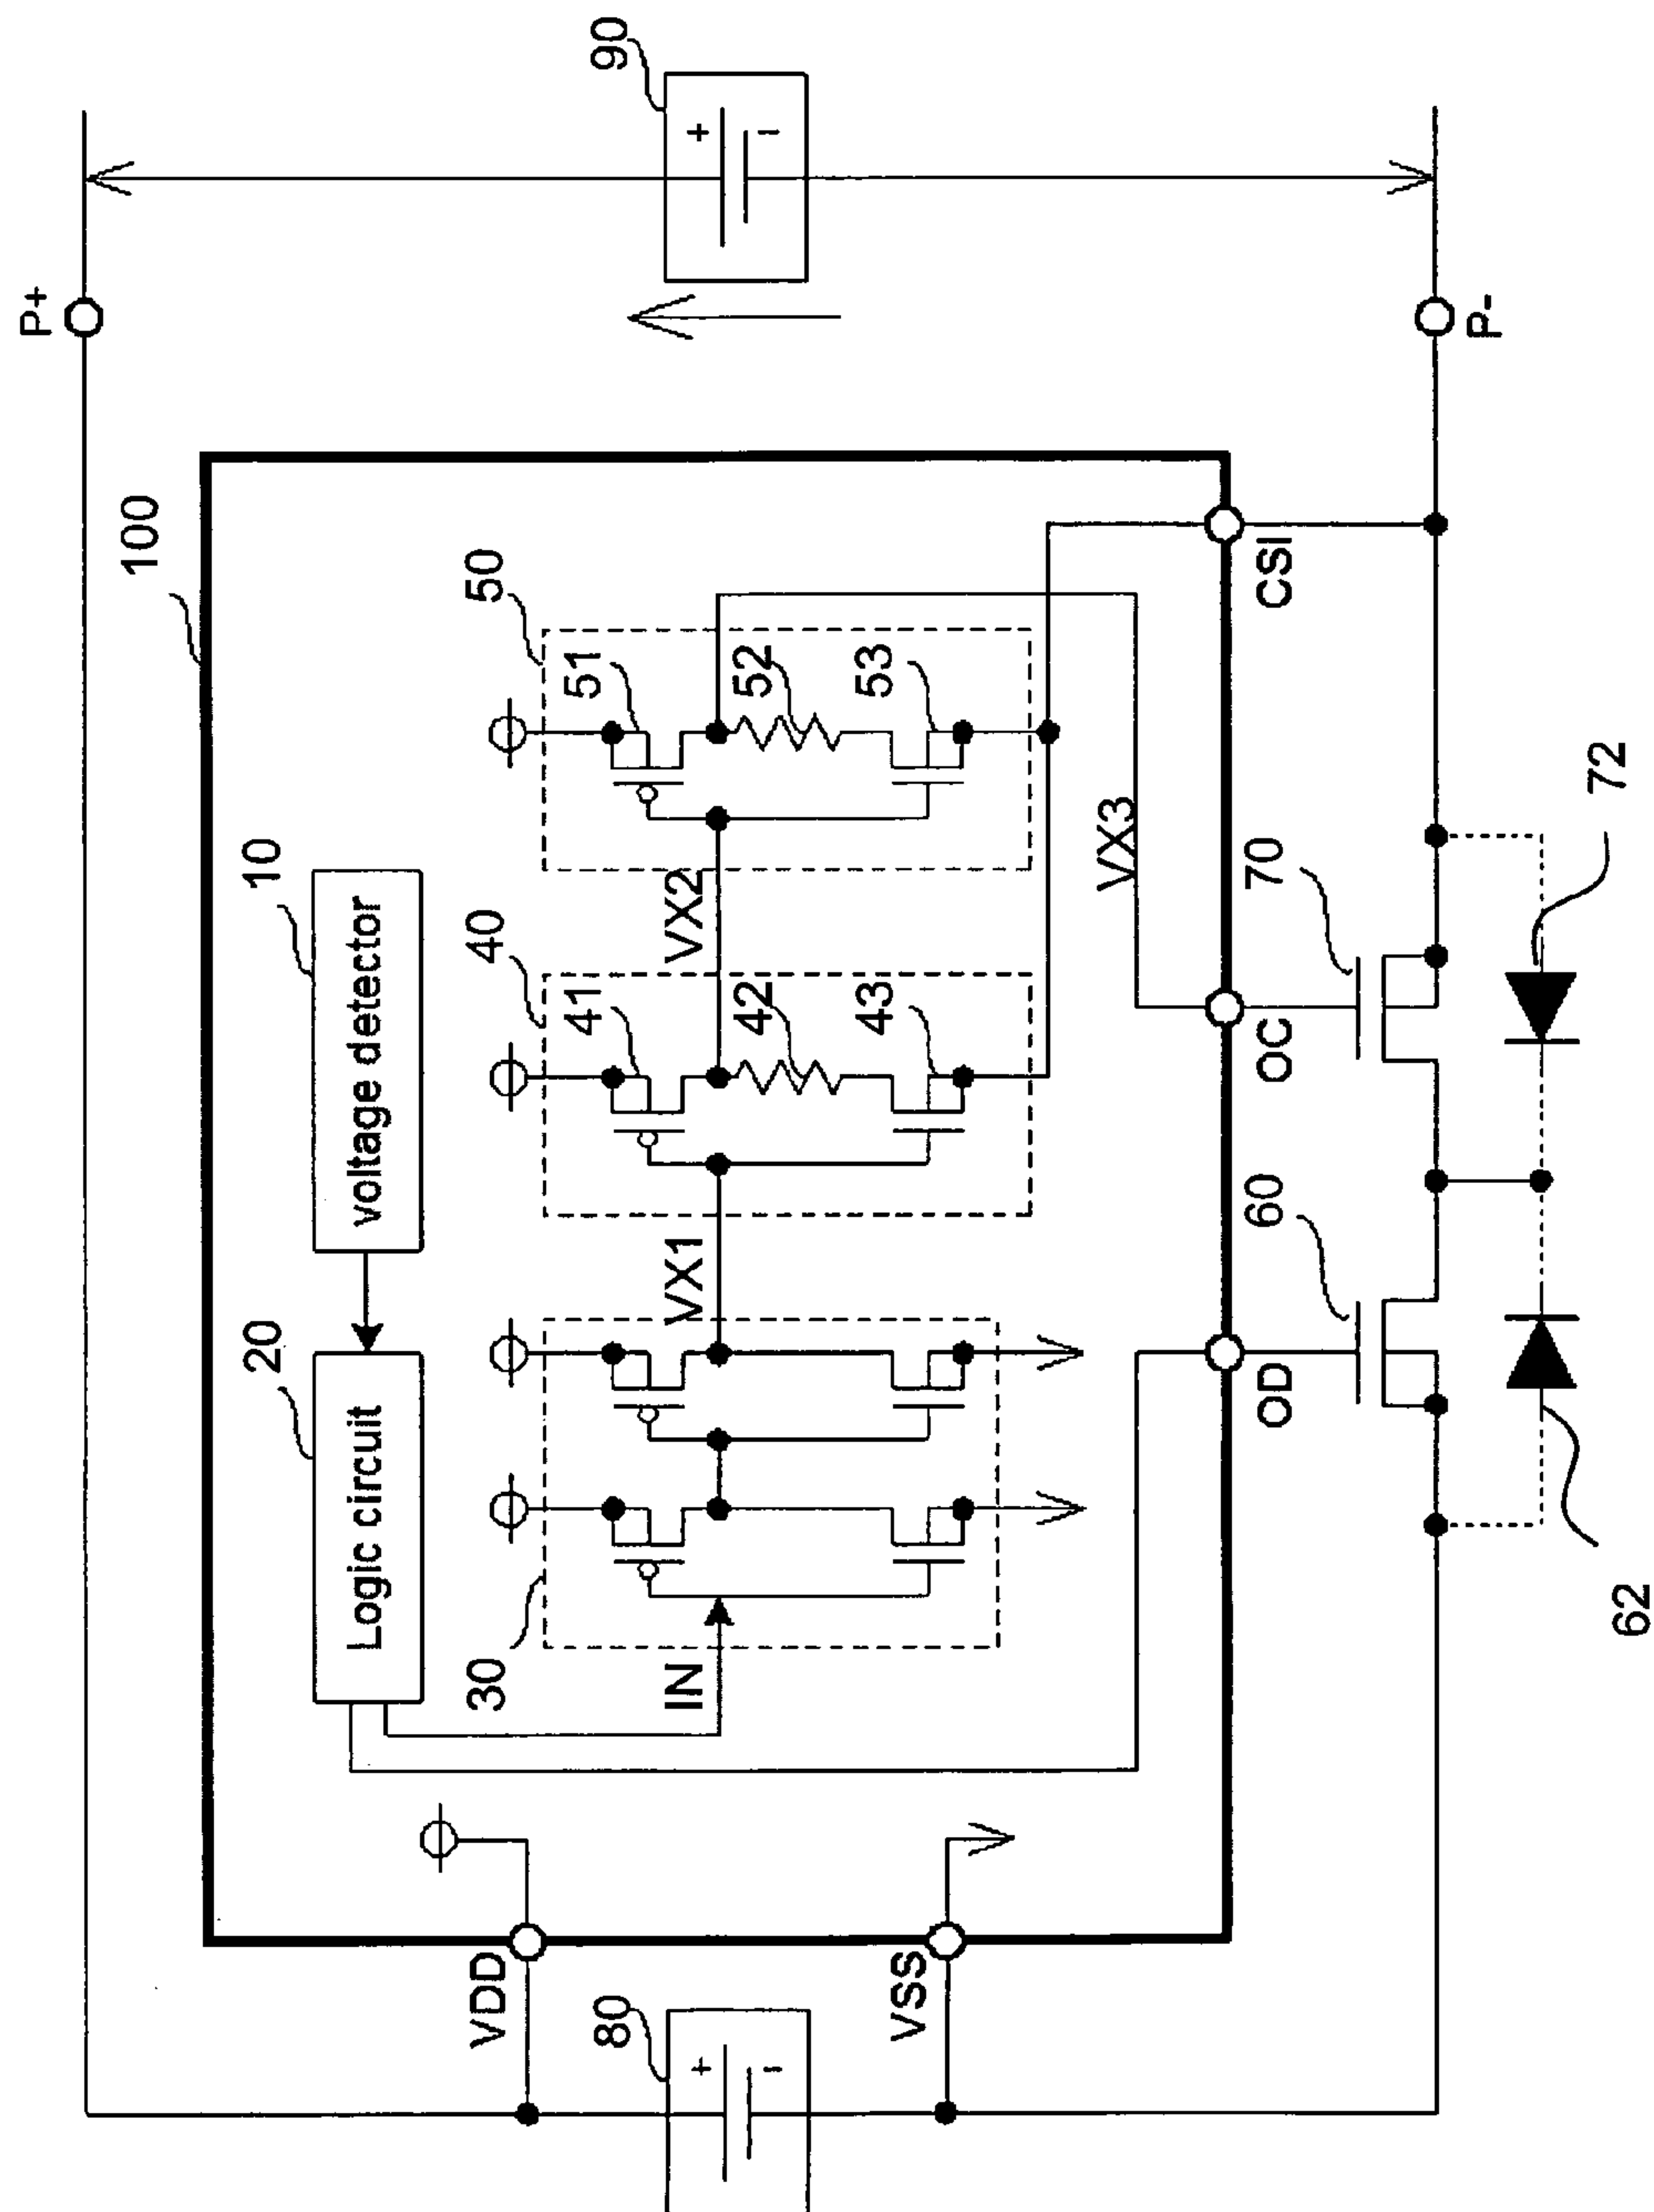 P+
90
100
50
51
52
53
10
voltage detector
40
41
42
43
VX2
VX3
CSI
P-
20
Logic circuit
VX1
30
IN
70
OC
72
60
OD
62
VDD
80
VSS
+
-
+
-